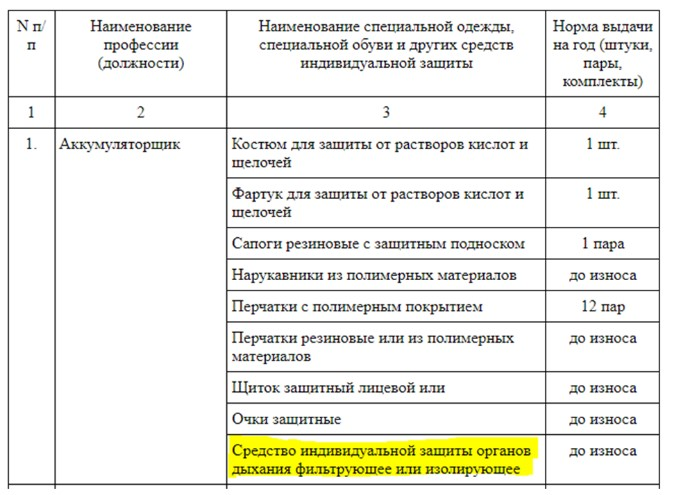 N п/
п
Наименование
профессии
(должности)
Наименование специальной одежды,
специальной обуви и других средств
индивидуальной защиты
Норма выдачи
на год (штуки,
пары,
комплекты)
1
2
3
4
1.
Аккумуляторщик
Костюм для защиты от растворов кислот и
щелочей
1 шт.
Фартук для защиты от растворов кислот и
щелочей
1 шт.
Сапоги резиновые с защитным подноском
1 пара
Нарукавники из полимерных материалов
до износа
Перчатки с полимерным покрытием
12 пар
Перчатки резиновые или из полимерных
материалов
до износа
Щиток защитный лицевой или
до износа
Очки защитные
до износа
Средство индивидуальной защиты органов
дыхания фильтрующее или изолирующее
до износа